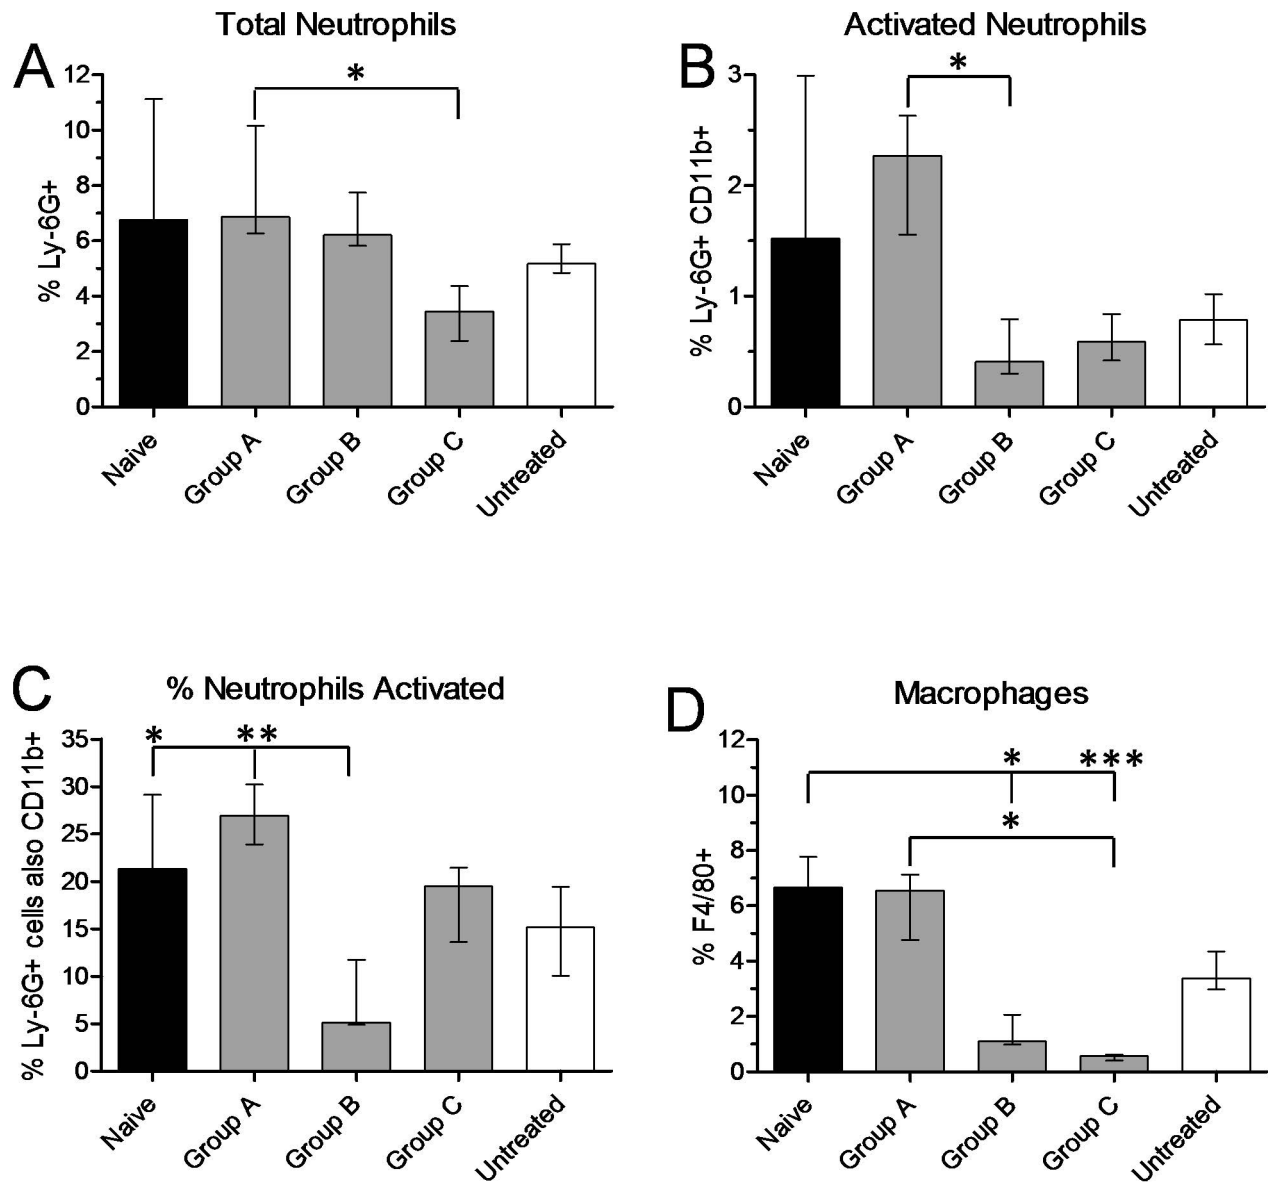 Total Neutrophils
A
*
% Ly-6G+
12
10
8
6
4
2
0
Naive
Group A
Group B
Group C
Untreated
Activated Neutrophils
B
*
% Ly-6G+ CD11b+
3
2
1
0
Naive
Group A
Group B
Group C
Untreated
% Neutrophils Activated
C
* **
% Ly-6G+ cells also CD11b+
35
30
25
20
15
10
5
0
Naive
Group A
Group B
Group C
Untreated
Macrophages
D
* ***
*
% F4/80+
12
10
8
6
4
2
0
Naive
Group A
Group B
Group C
Untreated